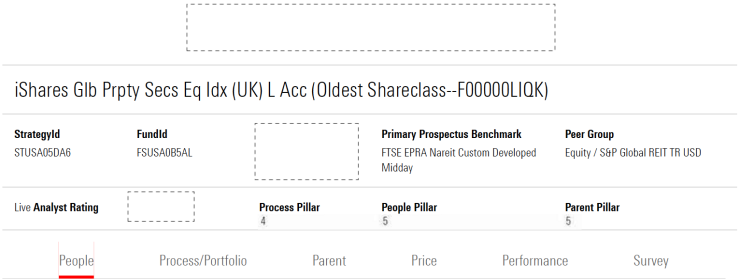 iShares Glb Prpty Secs Eq Idx (UK) L Acc (Oldest Shareclass--F00000LIQK)
StrategyId FundId Primary Prospectus Benchmark Peer Group
STUSA05DA6 FSUSA0B5AL FTSE EPRA Nareit Custom Developed Equity / S&P Global REIT TR USD
Midday
Live Analyst Rating Process Pillar People Pillar Parent Pillar
4 5 5
People Process/Portfolio Parent Price Performance Survey